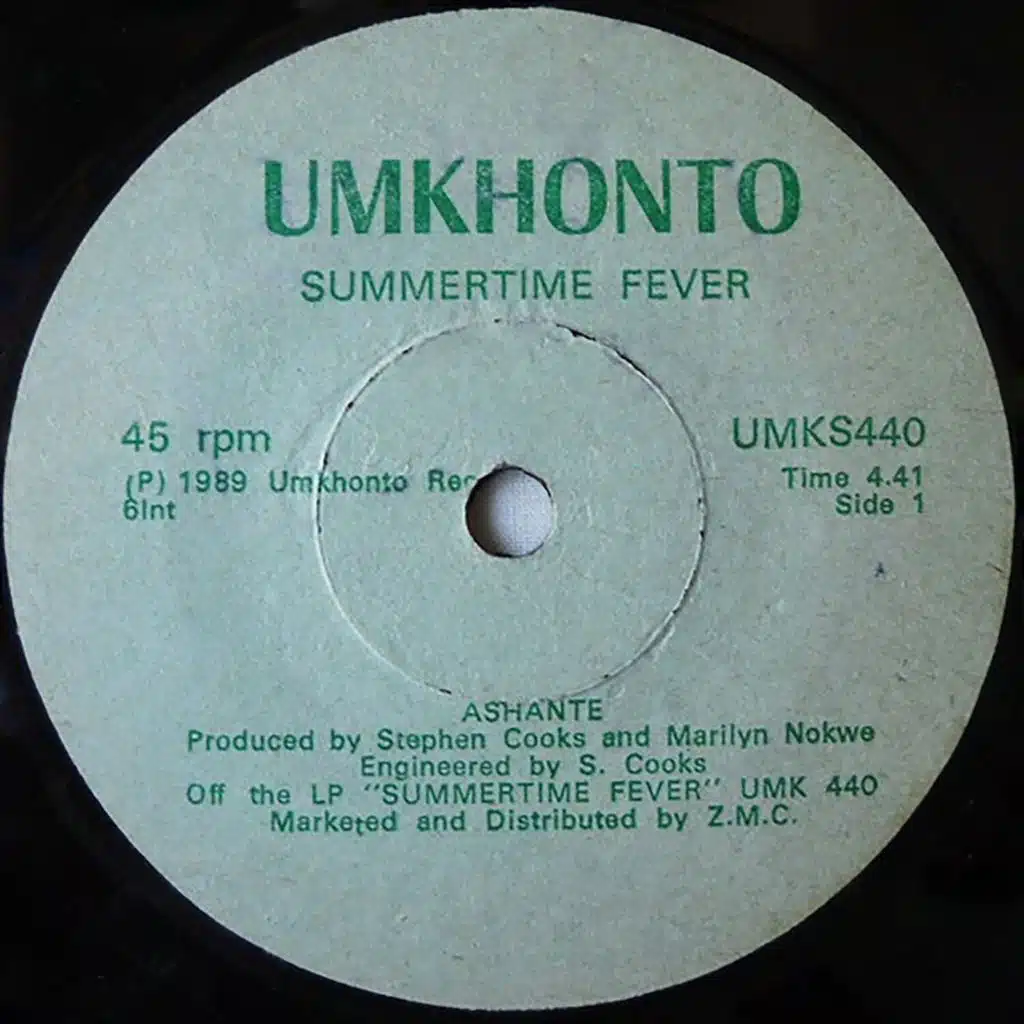 UMKHONTO
SUMMERTIME FEVER
45 rpm
(P) 1989 Umkhonto Rec
6Int
UMKS440
Time 4.41
Side 1
ASHANTE
Produced by Stephen Cooks and Marilyn Nokwe
Engineered by S. Cooks
Off the LP "SUMMERTIME FEVER" UMK 440
Marketed and Distributed by Z.M.C.